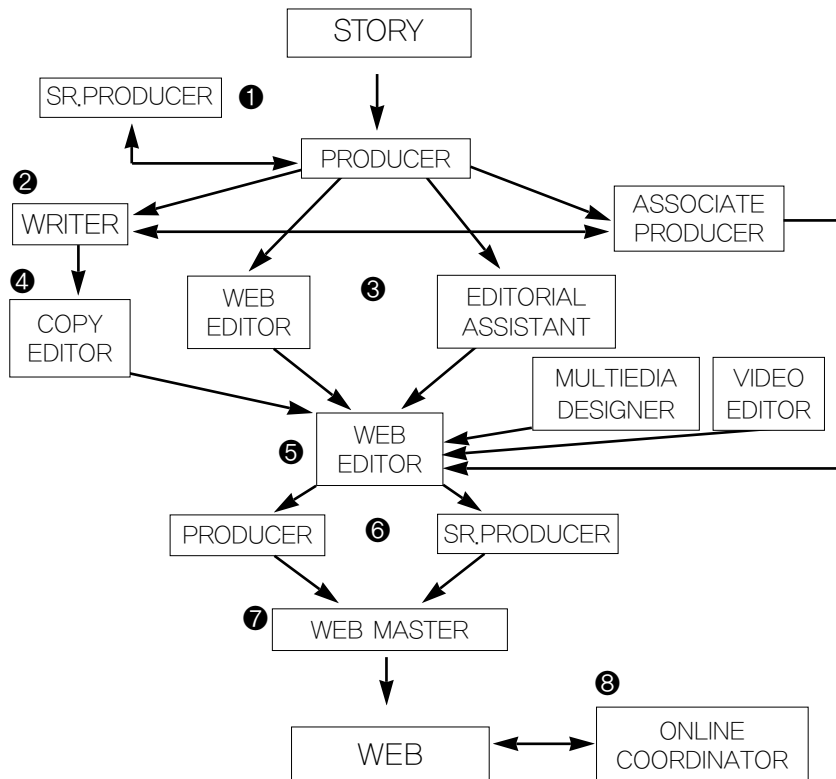 STORY
SR.PRODUCER ❶
PRODUCER
❷
WRITER
ASSOCIATE
PRODUCER
❹
COPY
EDITOR
WEB
EDITOR
❸
EDITORIAL
ASSISTANT
MULTIEDIA
DESIGNER
VIDEO
EDITOR
❺
WEB
EDITOR
PRODUCER
❻
SR.PRODUCER
❼
WEB MASTER
❽
WEB
ONLINE
COORDINATOR